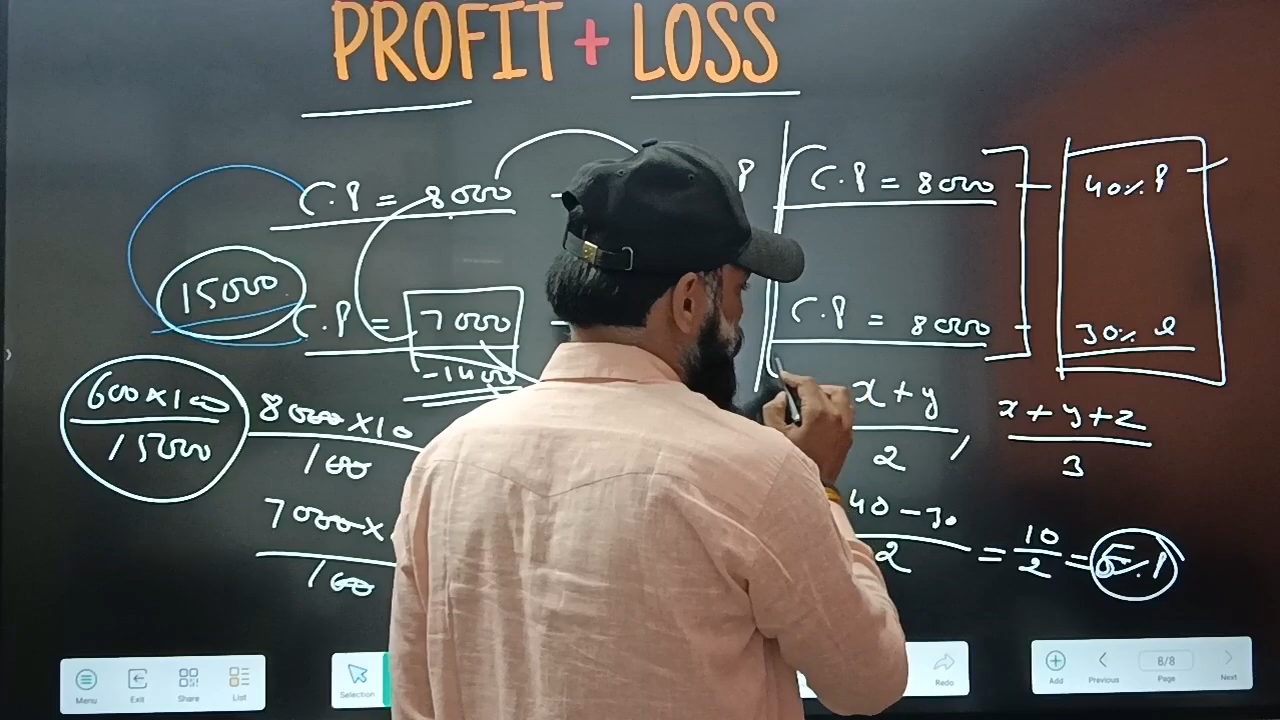 PROFIT + LOSS
C.P = 8000
P
C.P = 8000
40% P
15000
C.P = 7000
C.P = 8000
30% l
-1400
600×100
15000
8000×10
100
x+y
2
,
x+y+z
3
7000×
100
40-30
2
= 10
2
= 5% P
Menu
Exit
Share
List
Selection
Redo
Add
Previous
8/8
Page
Next